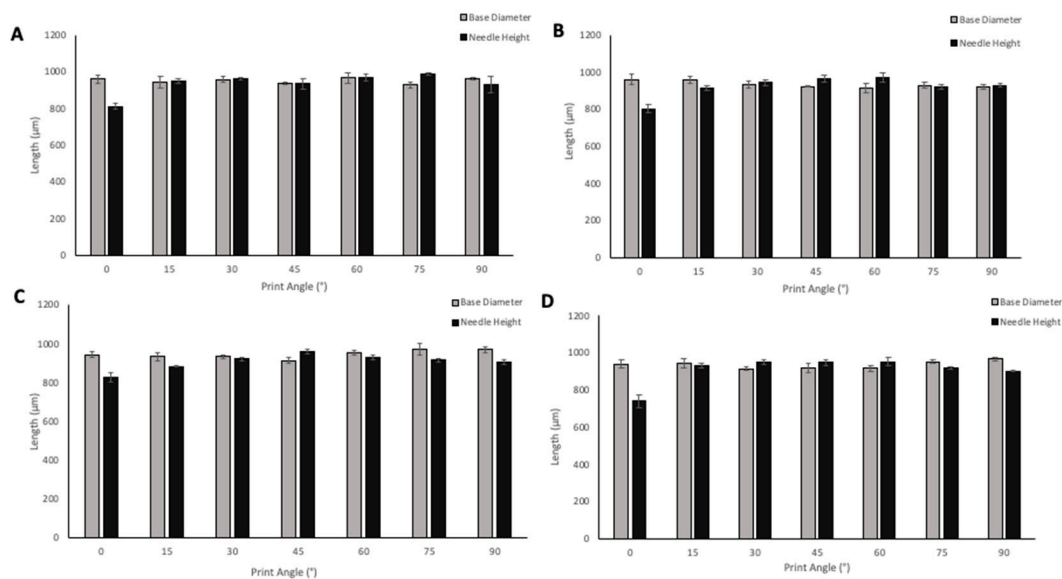 A
Base Diameter
Needle Height
1200
1000
800
600
400
200
0
Length (µm)
0 15 30 45 60 75 90
Print Angle (°)
B
Base Diameter
Needle Height
1200
1000
800
600
400
200
0
Length (µm)
0 15 30 45 60 75 90
Print Angle (°)
C
Base Diameter
Needle Height
1200
1000
800
600
400
200
0
Length (µm)
0 15 30 45 60 75 90
Print Angle (°)
D
Base Diameter
Needle Height
1200
1000
800
600
400
200
0
Length (µm)
0 15 30 45 60 75 90
Print Angle (°)